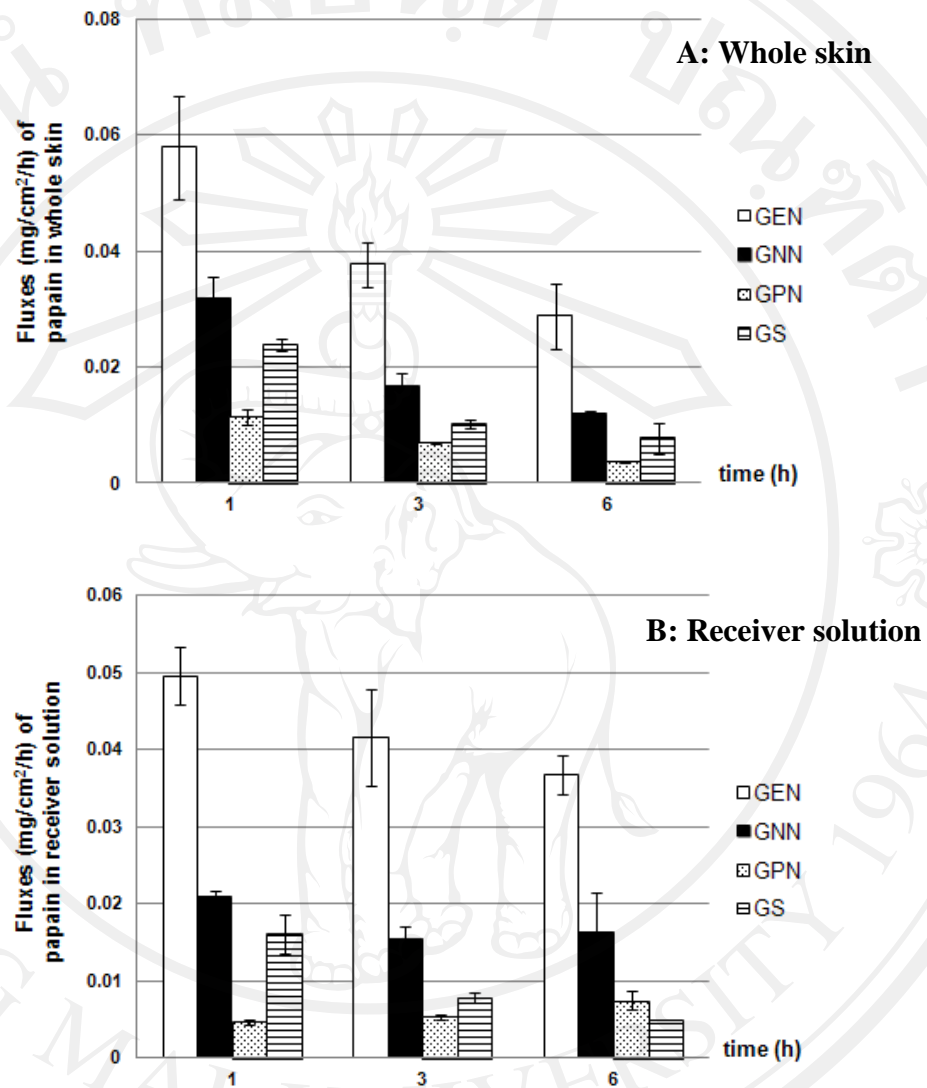 A: Whole skin
Fluxes (mg/cm²/h) of
papain in whole skin
0.08
0.06
0.04
0.02
0
1
3
6
time (h)
GEN
GNN
GPN
GS
B: Receiver solution
Fluxes (mg/cm²/h) of
papain in receiver solution
0.06
0.05
0.04
0.03
0.02
0.01
0
1
3
6
time (h)
GEN
GNN
GPN
GS
1964